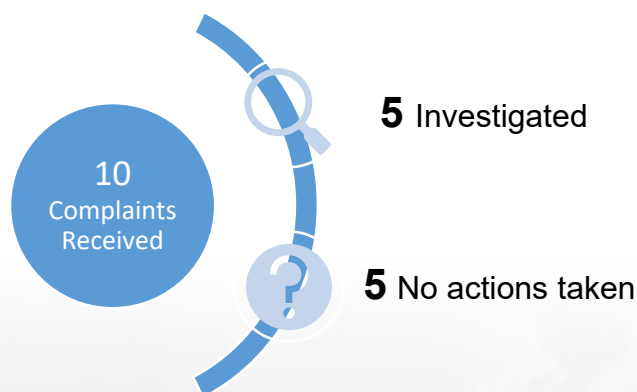 10
Complaints
Received
5 Investigated
?
5 No actions taken